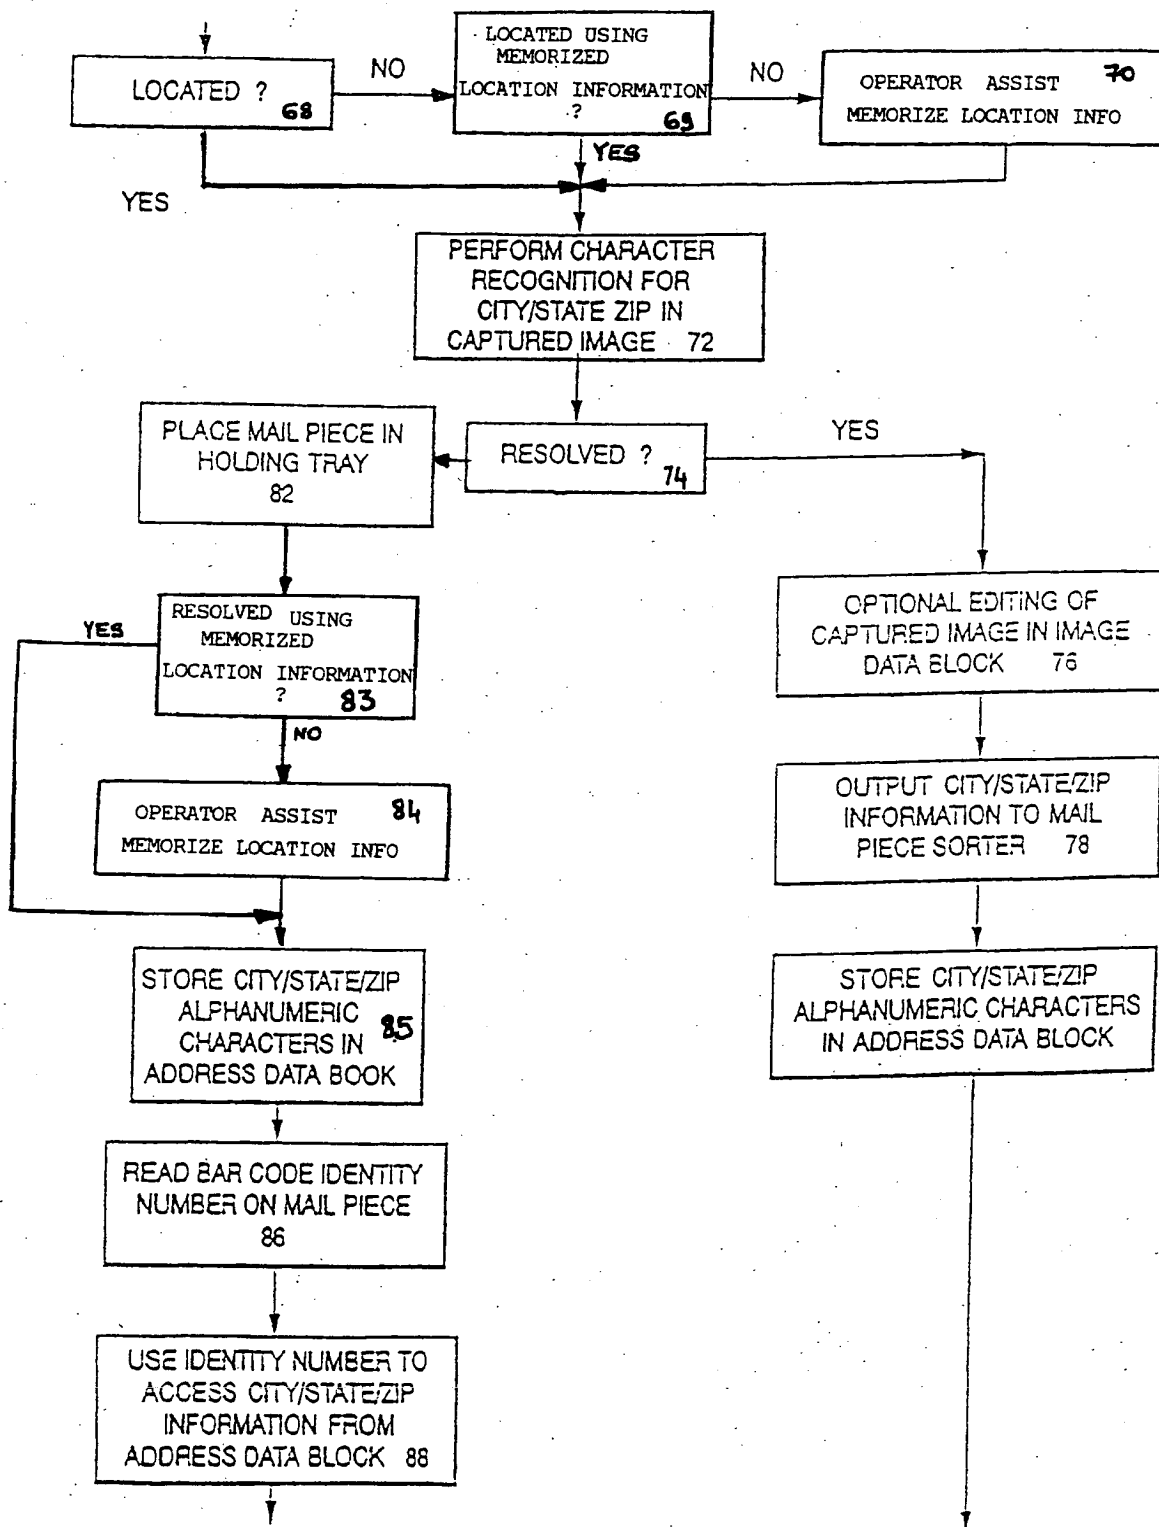 LOCATED ?
68
NO
LOCATED USING
MEMORIZED
LOCATION INFORMATION
?
69
NO
OPERATOR ASSIST 70
MEMORIZE LOCATION INFO
YES
YES
PERFORM CHARACTER
RECOGNITION FOR
CITY/STATE ZIP IN
CAPTURED IMAGE 72
PLACE MAIL PIECE IN
HOLDING TRAY
82
RESOLVED ?
74
YES
RESOLVED USING
MEMORIZED
LOCATION INFORMATION
? 83
YES
NO
OPERATOR ASSIST 84
MEMORIZE LOCATION INFO
STORE CITY/STATE/ZIP
ALPHANUMERIC
CHARACTERS IN 85
ADDRESS DATA BOOK
READ BAR CODE IDENTITY
NUMBER ON MAIL PIECE
86
USE IDENTITY NUMBER TO
ACCESS CITY/STATE/ZIP
INFORMATION FROM
ADDRESS DATA BLOCK 88
OPTIONAL EDITING OF
CAPTURED IMAGE IN IMAGE
DATA BLOCK 76
OUTPUT CITY/STATE/ZIP
INFORMATION TO MAIL
PIECE SORTER 78
STORE CITY/STATE/ZIP
ALPHANUMERIC CHARACTERS
IN ADDRESS DATA BLOCK